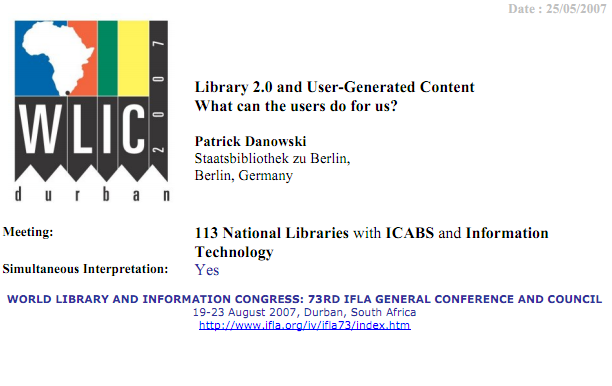 Date : 25/05/2007
WLIC
2007
durban
Library 2.0 and User-Generated Content
What can the users do for us?
Patrick Danowski
Staatsbibliothek zu Berlin,
Berlin, Germany
Meeting:
113 National Libraries with ICABS and Information
Technology
Simultaneous Interpretation:
Yes
WORLD LIBRARY AND INFORMATION CONGRESS: 73RD IFLA GENERAL CONFERENCE AND COUNCIL
19-23 August 2007, Durban, South Africa
http://www.ifla.org/iv/ifla73/index.htm